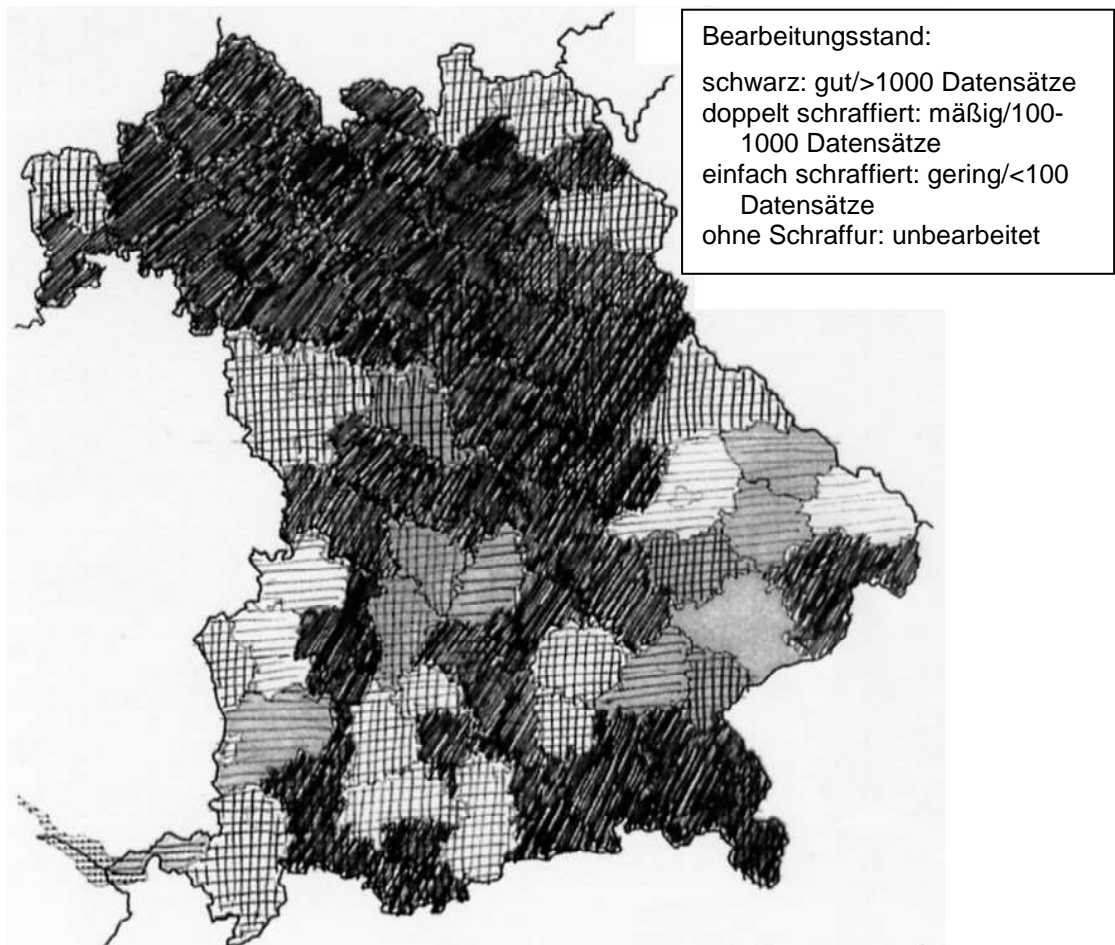 Bearbeitungsstand:
schwarz: gut/>1000 Datensätze
doppelt schraffiert: mäßig/100-
1000 Datensätze
einfach schraffiert: gering/<100
Datensätze
ohne Schraffur: unbearbeitet